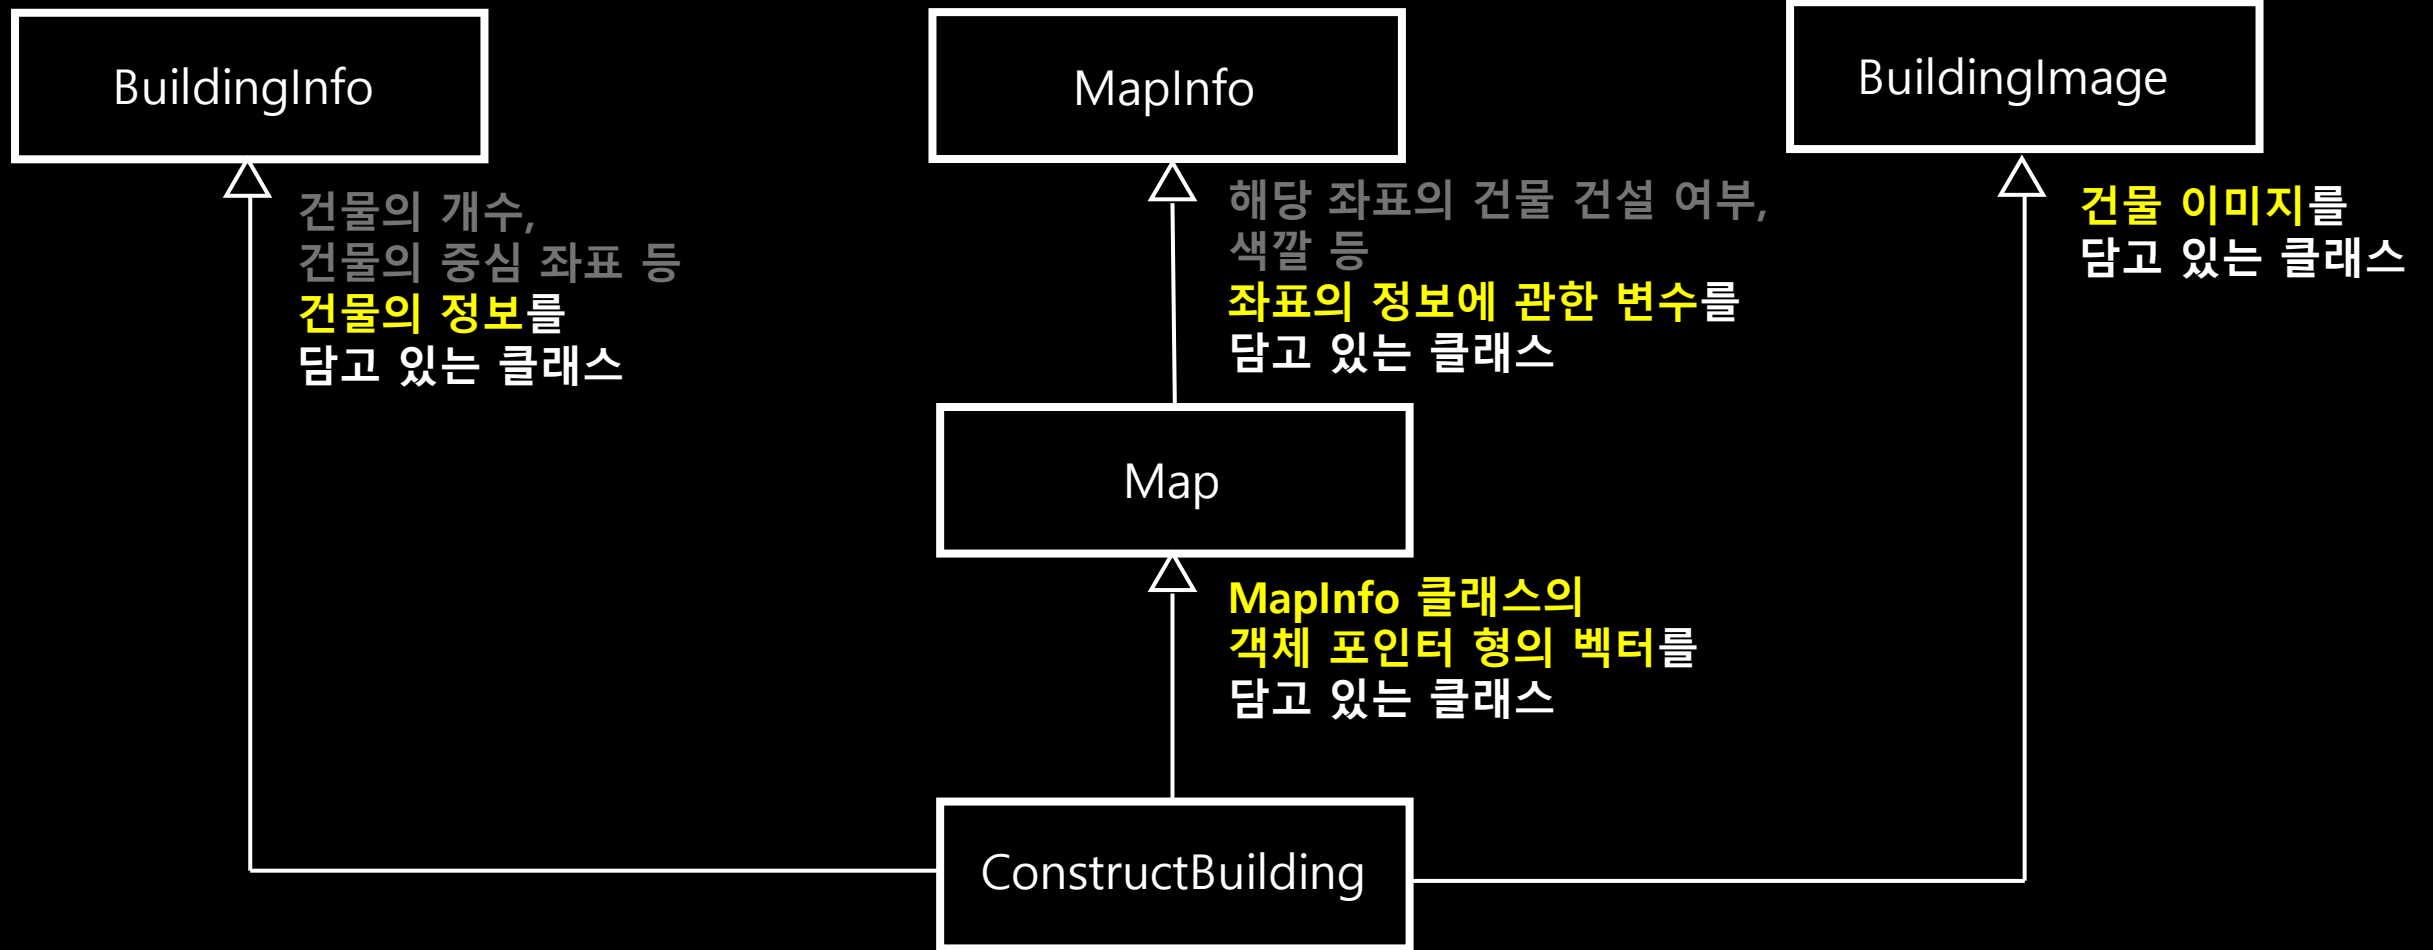 BuildingInfo
MapInfo
BuildingImage
건물의 개수,
건물의 중심 좌표 등
건물의 정보를
담고 있는 클래스
해당 좌표의 건물 건설 여부,
색깔 등
좌표의 정보에 관한 변수를
담고 있는 클래스
건물 이미지를
담고 있는 클래스
Map
MapInfo 클래스의
객체 포인터 형의 벡터를
담고 있는 클래스
ConstructBuilding